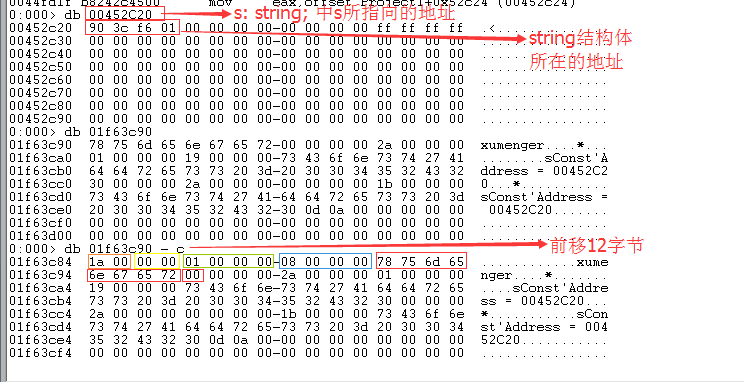 0044fd1f b8242c4500      mov     eax,offset Project1+0x52c24 (00452c24)
0:000> db 00452C20 s: string; 中s所指向的地址
00452c20  90 3c f6 01 00 00 00 00-00 00 00 00 ff ff ff ff  .<..............
00452c30  00 00 00 00 00 00 00 00-00 00 00 00 00 00 00 00  ................
string结构体
00452c40  00 00 00 00 00 00 00 00-00 00 00 00 00 00 00 00  ................
所在的地址
00452c50  00 00 00 00 00 00 00 00-00 00 00 00 00 00 00 00  ................
00452c60  00 00 00 00 00 00 00 00-00 00 00 00 00 00 00 00  ................
00452c70  00 00 00 00 00 00 00 00-00 00 00 00 00 00 00 00  ................
00452c80  00 00 00 00 00 00 00 00-00 00 00 00 00 00 00 00  ................
00452c90  00 00 00 00 00 00 00 00-00 00 00 00 00 00 00 00  ................
0:000> db 01f63c90
01f63c90  78 75 6d 65 6e 67 65 72-00 00 00 00 2a 00 00 00  xumenger....*...
01f63ca0  01 00 00 00 19 00 00 00-73 43 6f 6e 73 74 27 41  ........sConst'A
01f63cb0  64 64 72 65 73 73 20 3d-20 30 30 34 35 32 43 32  ddress = 00452C2
01f63cc0  30 00 00 00 2a 00 00 00-00 00 00 00 1b 00 00 00  0...*...........
01f63cd0  73 43 6f 6e 73 74 27 41-64 64 72 65 73 73 20 3d  sConst'Address =
01f63ce0  20 30 30 34 35 32 43 32-30 0d 0a 00 00 00 00 00   00452C20.......
01f63cf0  00 00 00 00 00 00 00 00-00 00 00 00 00 00 00 00  ................
01f63d00  00 00 00 00 00 00 00 00-00 00 00 00 00 00 00 00  ................
0:000> db 01f63c90 - c 前移12字节
01f63c84  1a 00 00 00 01 00 00 00-08 00 00 00 78 75 6d 65  ............xume
01f63c94  6e 67 65 72 00 00 00 00-2a 00 00 00 01 00 00 00  nger....*.......
01f63ca4  19 00 00 00 73 43 6f 6e-73 74 27 41 64 64 72 65  ....sConst'Addre
01f63cb4  73 73 20 3d 20 30 30 34-35 32 43 32 30 00 00 00  ss = 00452C20...
01f63cc4  2a 00 00 00 00 00 00 00-1b 00 00 00 73 43 6f 6e  *...........sCon
01f63cd4  73 74 27 41 64 64 72 65-73 73 20 3d 20 30 30 34  st'Address = 004
01f63ce4  35 32 43 32 30 0d 0a 00-00 00 00 00 00 00 00 00  52C20...........
01f63cf4  00 00 00 00 00 00 00 00-00 00 00 00 00 00 00 00  ................